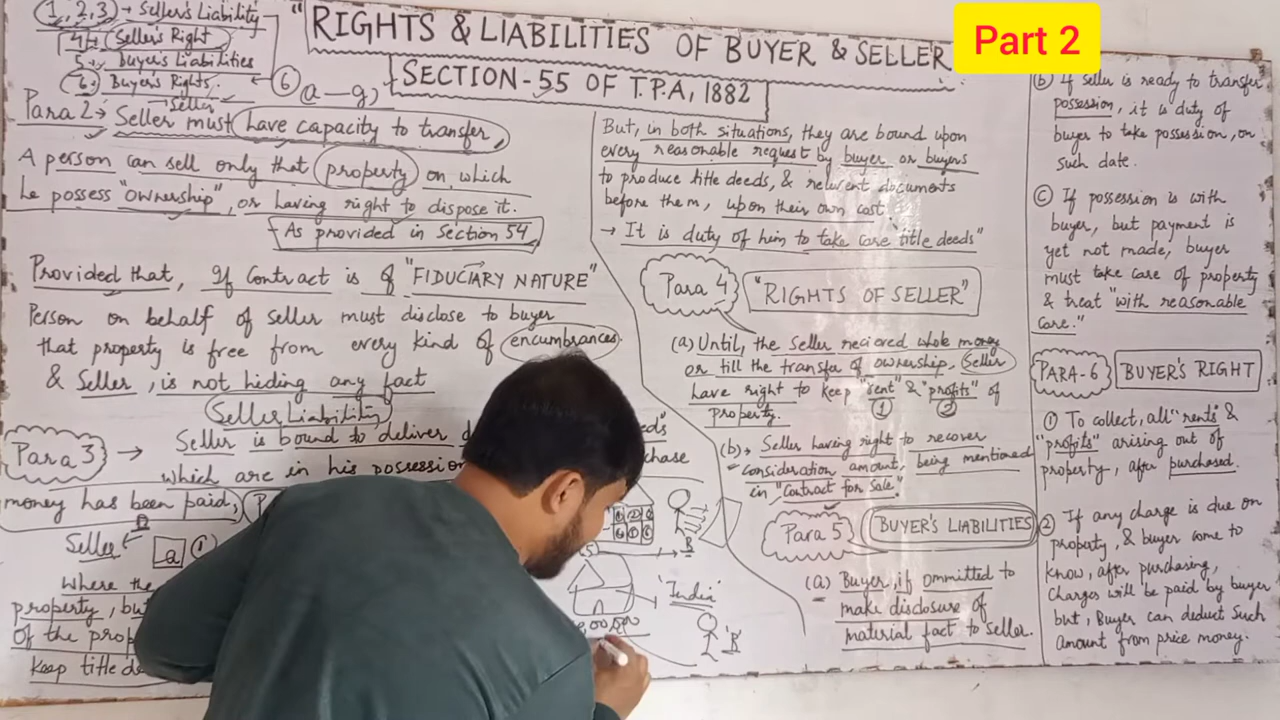 1, 2, 3) → Seller's Liability
4 → Seller's Right
5 → Buyer's Liabilities
6. Buyer's Rights.
"RIGHTS & LIABILITIES OF BUYER & SELLER
SECTION-55 OF T.P.A, 1882
6 (a-g)
Part 2
Seller
Para 2 → Seller must have capacity to transfer,
A person can sell only that property on which
he possess "ownership", or having right to dispose it.
As provided in Section 54
Provided that, If Contract is of "FIDUCIARY NATURE"
Person on behalf of seller must disclose to buyer
that property is free from every kind of encumbrances.
& Seller, is not hiding any fact
Seller Liability
Para 3 → Seller is bound to deliver
which are in his possession
money has been paid,
Seller
a (1)
Where the
property, but
of the prop
Keep title de
'India'
B
'B'
But, in both situations, they are bound upon
every reasonable request by buyer or buyers
to produce title deeds, & relevent documents
before them, upon their own cost.
→ It is duty of him to take care title deeds"
Para 4 "RIGHTS OF SELLER"
(a) Until, the seller recieved whole money
or till the transfer of ownership, Seller
have right to keep "rent" & "profits" of
1 2
property.
(b) → Seller having right to recover
consideration amount, being mentioned
in "Contract for Sale"
Para 5 BUYER'S LIABILITIES
(a) Buyer, if ommitted to
make disclosure of
material fact to seller.
(b) If seller is ready to transfer
possession, it is duty of
buyer to take possession, on
such date.
(c) If possession is with
buyer, but payment is
yet not made, buyer
must take care of property
& treat "with reasonable
care."
PARA-6 BUYER'S RIGHT
① To collect, all "rents" &
"profits" arising out of
property, after purchased.
② If any charge is due on
property, & buyer come to
know, after purchasing,
charges will be paid by buyer
but, Buyer can deduct such
amount from price money.